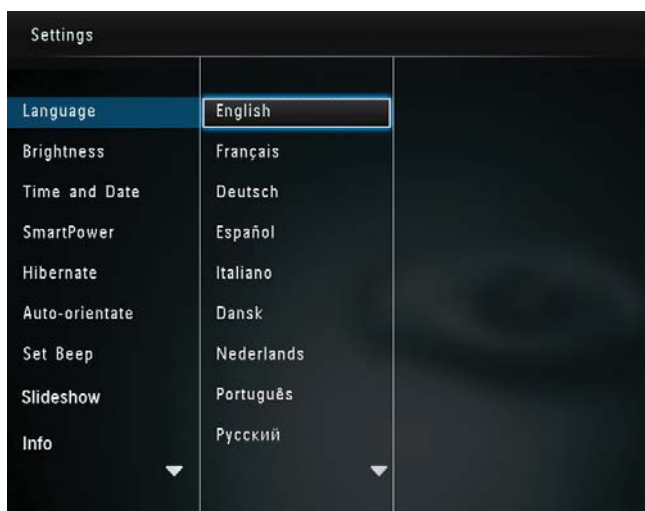 Settings
Language
Brightness
Time and Date
SmartPower
Hibernate
Auto-orientate
Set Beep
Slideshow
Info
English
Français
Deutsch
Español
Italiano
Dansk
Nederlands
Português
Русский